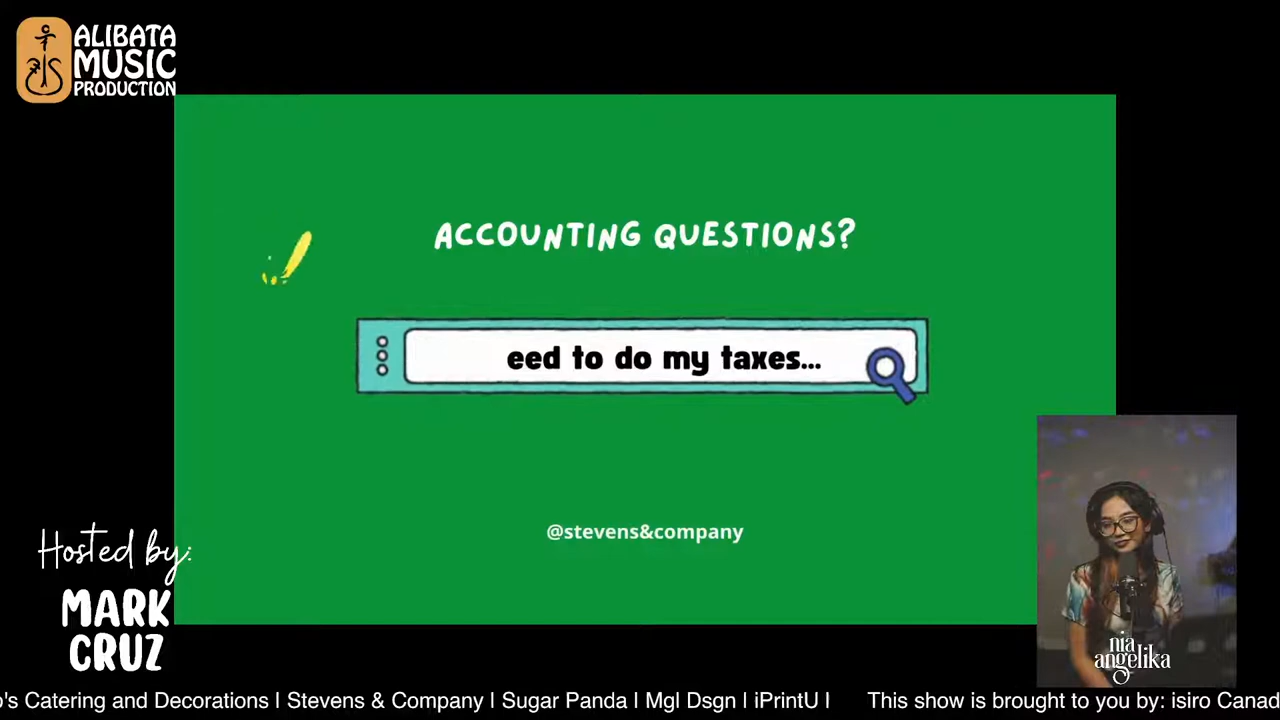 ALIBATA
MUSIC
PRODUCTION
ACCOUNTING QUESTIONS?
eed to do my taxes...
@stevens&company
Hosted by:
MARK
CRUZ
nia
angelika
o's Catering and Decorations | Stevens & Company | Sugar Panda | Mgl Dsgn | iPrintU | This show is brought to you by: isiro Canad